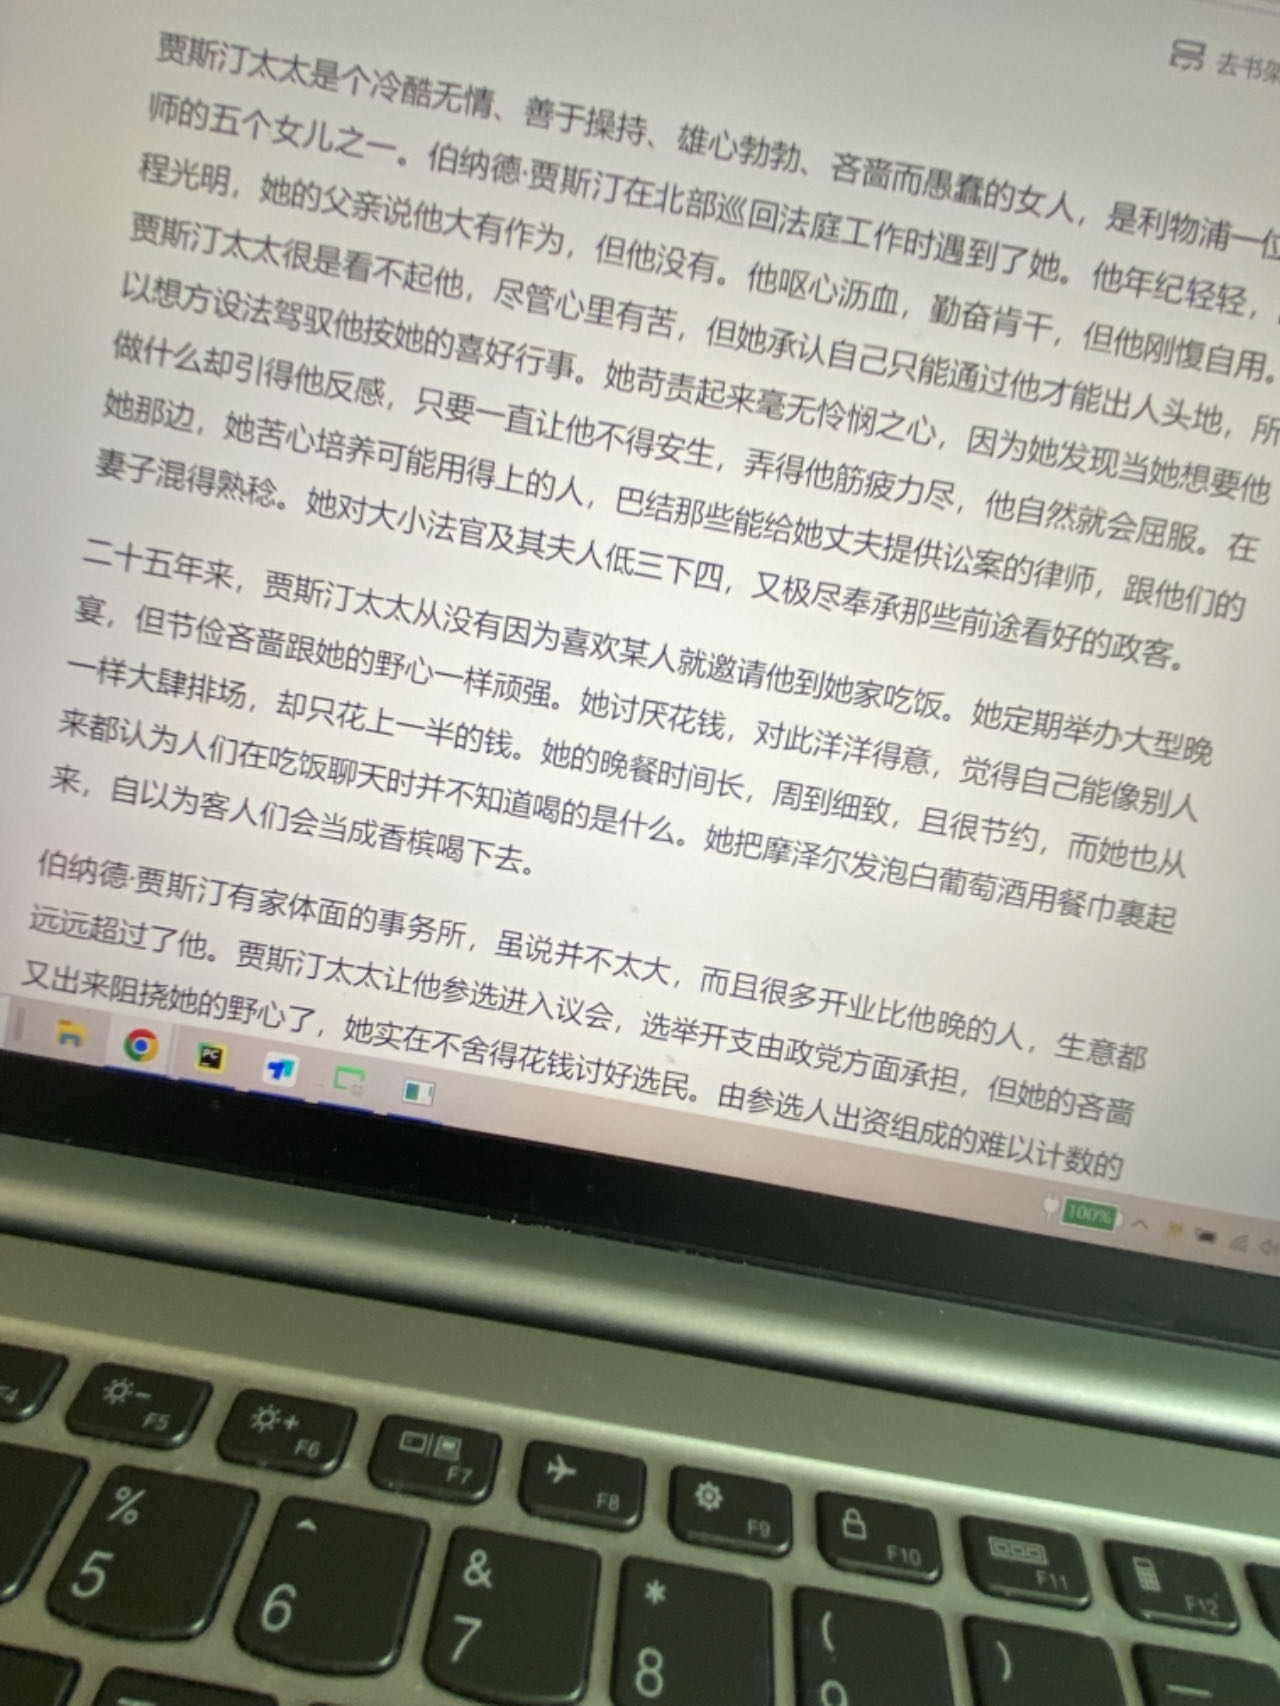 去书架
贾斯汀太太是个冷酷无情、善于操持、雄心勃勃、吝啬而愚蠢的女人，是利物浦一位
师的五个女儿之一。伯纳德·贾斯汀在北部巡回法庭工作时遇到了她。他年纪轻轻，
程光明，她的父亲说他大有作为，但他没有。他呕心沥血，勤奋肯干，但他刚愎自用。
贾斯汀太太很是看不起他，尽管心里有苦，但她承认自己只能通过他才能出人头地，所
以想方设法驾驭他按她的喜好行事。她苛责起来毫无怜悯之心，因为她发现当她想要他
做什么却引得他反感，只要一直让他不得安生，弄得他筋疲力尽，他自然就会屈服。在
她那边，她苦心培养可能用得上的人，巴结那些能给她丈夫提供讼案的律师，跟他们的
妻子混得熟稔。她对大小法官及其夫人低三下四，又极尽奉承那些前途看好的政客。
二十五年来，贾斯汀太太从没有因为喜欢某人就邀请他到她家吃饭。她定期举办大型晚
宴，但节俭吝啬跟她的野心一样顽强。她讨厌花钱，对此洋洋得意，觉得自己能像别人
一样大肆排场，却只花上一半的钱。她的晚餐时间长，周到细致，且很节约，而她也从
来都认为人们在吃饭聊天时并不知道喝的是什么。她把摩泽尔发泡白葡萄酒用餐巾裹起
来，自以为客人们会当成香槟喝下去。
伯纳德·贾斯汀有家体面的事务所，虽说并不太大，而且很多开业比他晚的人，生意都
远远超过了他。贾斯汀太太让他参选进入议会，选举开支由政党方面承担，但她的吝啬
又出来阻挠她的野心了，她实在不舍得花钱讨好选民。由参选人出资组成的难以计数的
PC
100%
F4
F5
F6
F7
F8
F9
F10
F11
F12
%
5
^
6
&
7
*
8
(
9
)
—